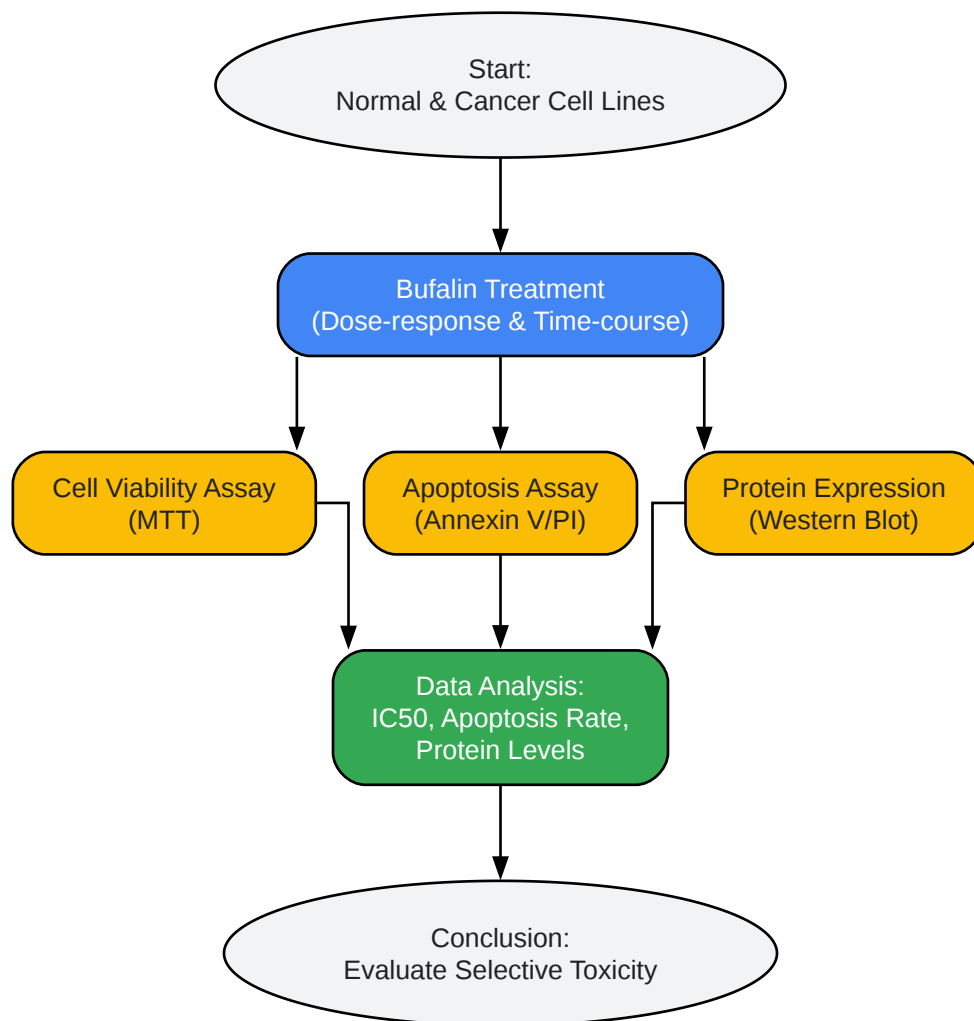 Start:
Normal & Cancer Cell Lines
Bufalin Treatment
(Dose-response & Time-course)
Cell Viability Assay
(MTT)
Apoptosis Assay
(Annexin V/PI)
Protein Expression
(Western Blot)
Data Analysis:
IC50, Apoptosis Rate,
Protein Levels
Conclusion:
Evaluate Selective Toxicity